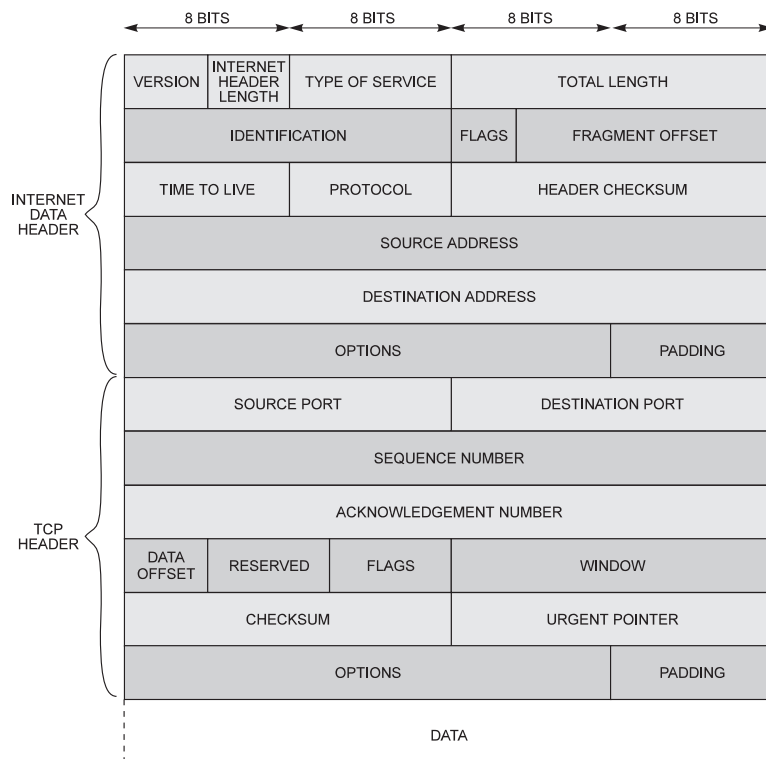 8 BITS 8 BITS 8 BITS 8 BITS
VERSION
INTERNET
HEADER
LENGTH
TYPE OF SERVICE
TOTAL LENGTH
IDENTIFICATION
FLAGS
FRAGMENT OFFSET
TIME TO LIVE
PROTOCOL
HEADER CHECKSUM
INTERNET
DATA
HEADER
SOURCE ADDRESS
DESTINATION ADDRESS
OPTIONS
PADDING
SOURCE PORT
DESTINATION PORT
SEQUENCE NUMBER
ACKNOWLEDGEMENT NUMBER
TCP
HEADER
DATA
OFFSET
RESERVED
FLAGS
WINDOW
CHECKSUM
URGENT POINTER
OPTIONS
PADDING
DATA